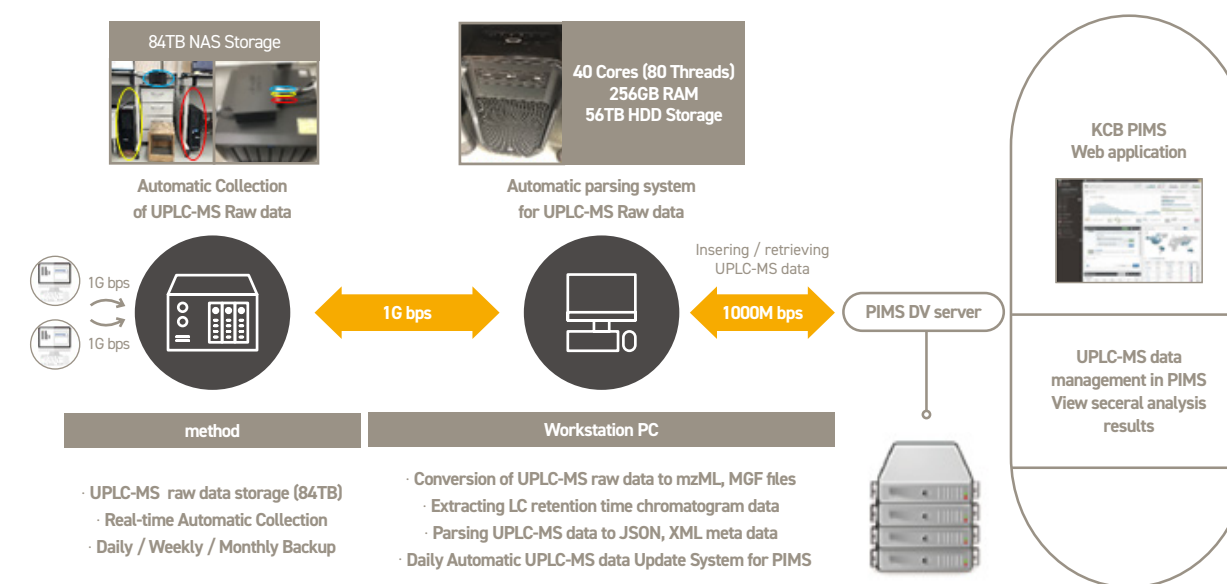 84TB NAS Storage
40 Cores (80 Threads)
256GB RAM
56TB HDD Storage
Automatic Collection
of UPLC-MS Raw data
Automatic parsing system
for UPLC-MS Raw data
KCB PIMS
Web application
Insering / retrieving
UPLC-MS data
1G bps
1G bps
1G bps
1000M bps
PIMS DV server
UPLC-MS data
management in PIMS
View seceral analysis
results
method
· UPLC-MS raw data storage (84TB)
· Real-time Automatic Collection
· Daily / Weekly / Monthly Backup
Workstation PC
· Conversion of UPLC-MS raw data to mzML, MGF files
· Extracting LC retention time chromatogram data
· Parsing UPLC-MS data to JSON, XML meta data
· Daily Automatic UPLC-MS data Update System for PIMS